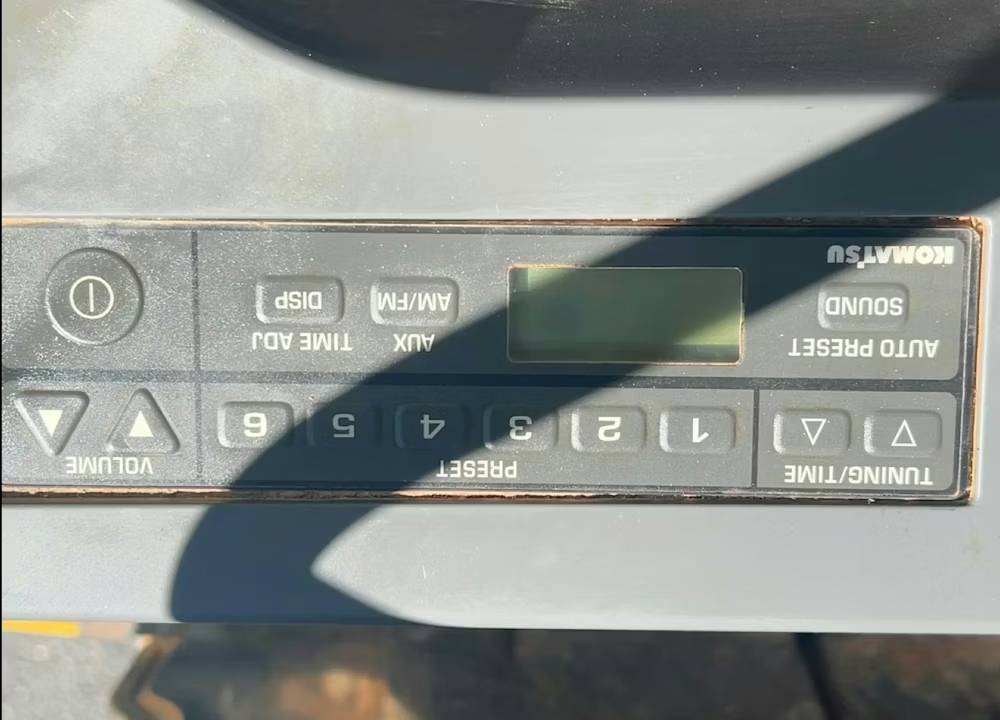 TUNING/TIME PRESET VOLUME
1 2 3 4 5 6
AUTO PRESET AUX TIME ADJ
SOUND AM/FM DISP
KOMATSU